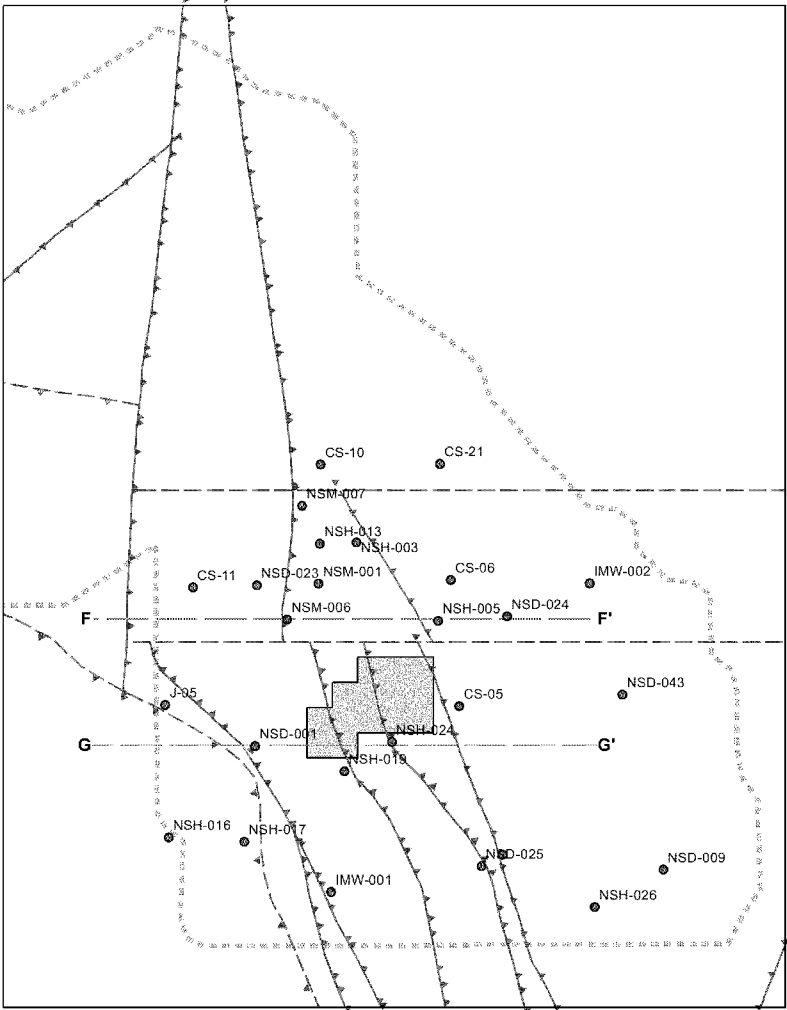 CS-10
CS-21
NSM-007
NSH-013
NSH-003
CS-11
NSD-023
NSM-001
CS-06
IMW-002
F
NSM-006
NSH-005
NSD-024
F'
J-05
CS-05
NSD-043
G
NSD-001
NSH-024
G'
NSH-019
NSH-016
NSH-017
NSD-025
NSD-009
IMW-001
NSH-026